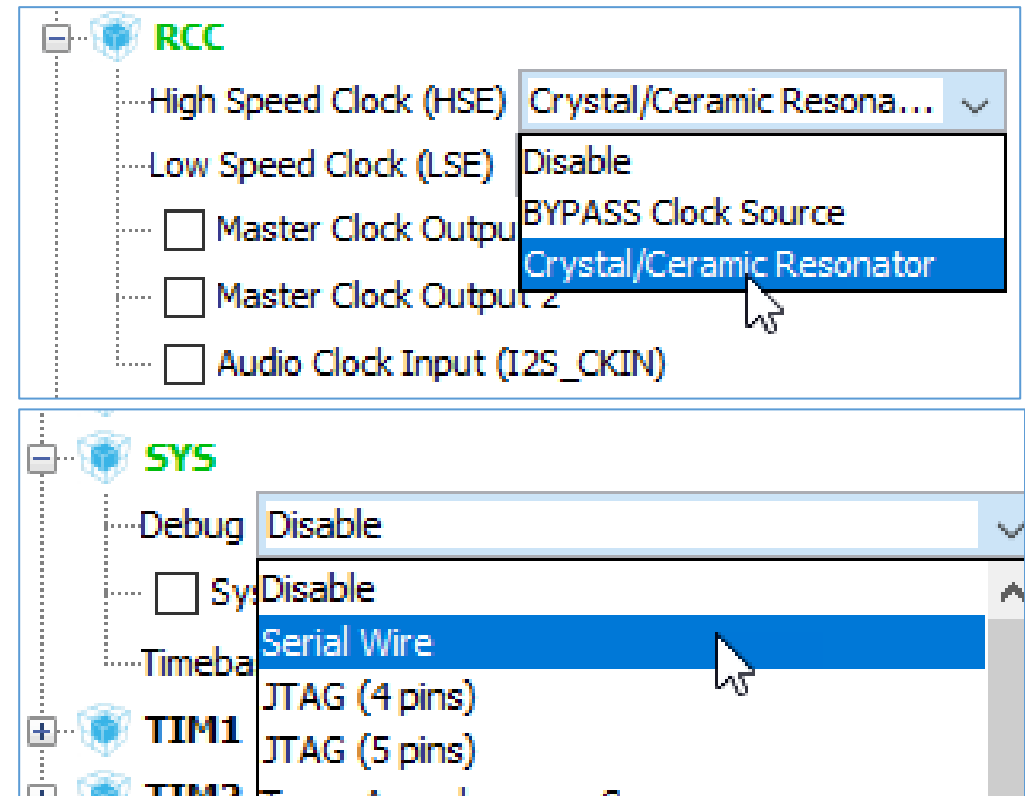 RCC
High Speed Clock (HSE) Crystal/Ceramic Resona...
Low Speed Clock (LSE) Disable
BYPASS Clock Source
Master Clock Outpu
Crystal/Ceramic Resonator
Master Clock Output 2
Audio Clock Input (I2S_CKIN)
SYS
Debug Disable
Sys Disable
Serial Wire
Timeba
JTAG (4 pins)
TIM1
JTAG (5 pins)